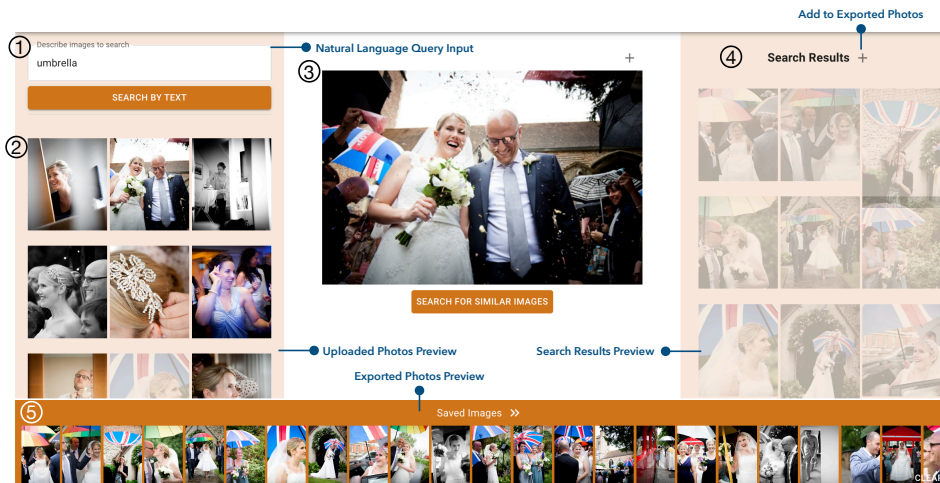 Add to Exported Photos
① Describe images to search
umbrella
Natural Language Query Input
SEARCH BY TEXT
②
③ +
④ Search Results +
SEARCH FOR SIMILAR IMAGES
Uploaded Photos Preview
Search Results Preview
Exported Photos Preview
⑤ Saved Images >>
CLEAR